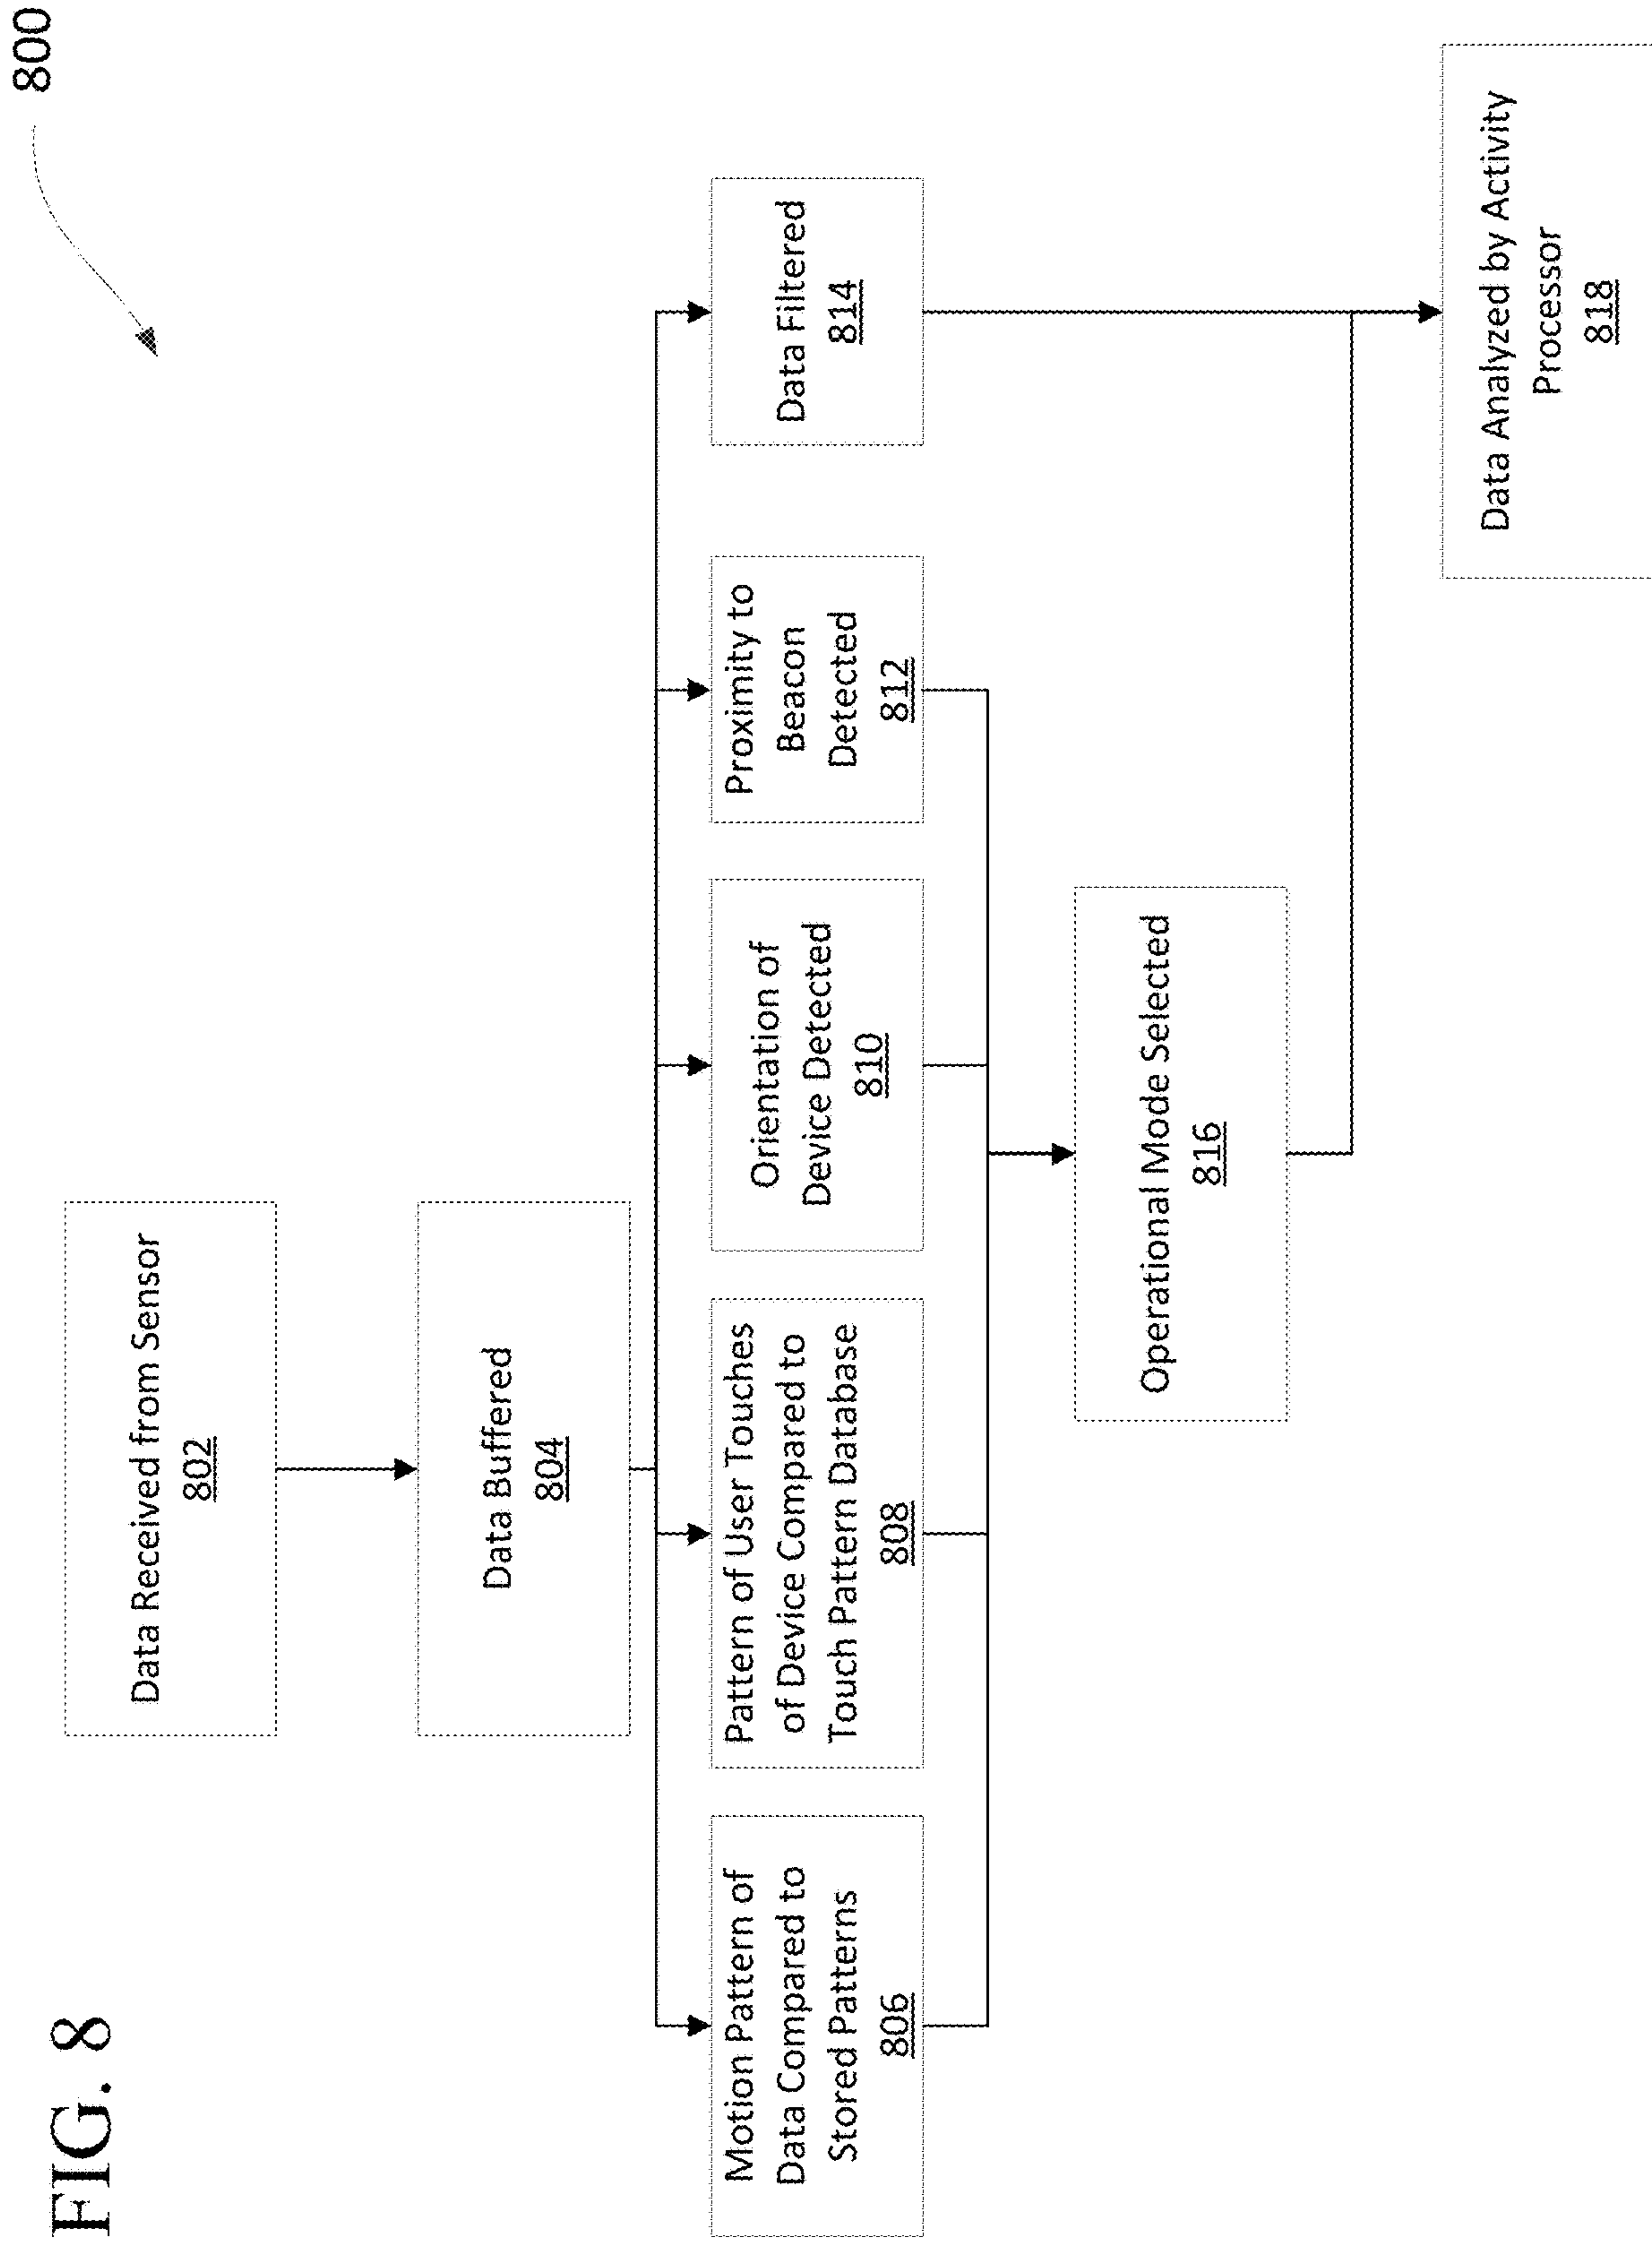 FIG. 8
800
Data Received from Sensor
802
Data Buffered
804
Motion Pattern of
Data Compared to
Stored Patterns
806
Pattern of User Touches
of Device Compared to
Touch Pattern Database
808
Orientation of
Device Detected
810
Proximity to
Beacon
Detected
812
Data Filtered
814
Operational Mode Selected
816
Data Analyzed by Activity
Processor
818